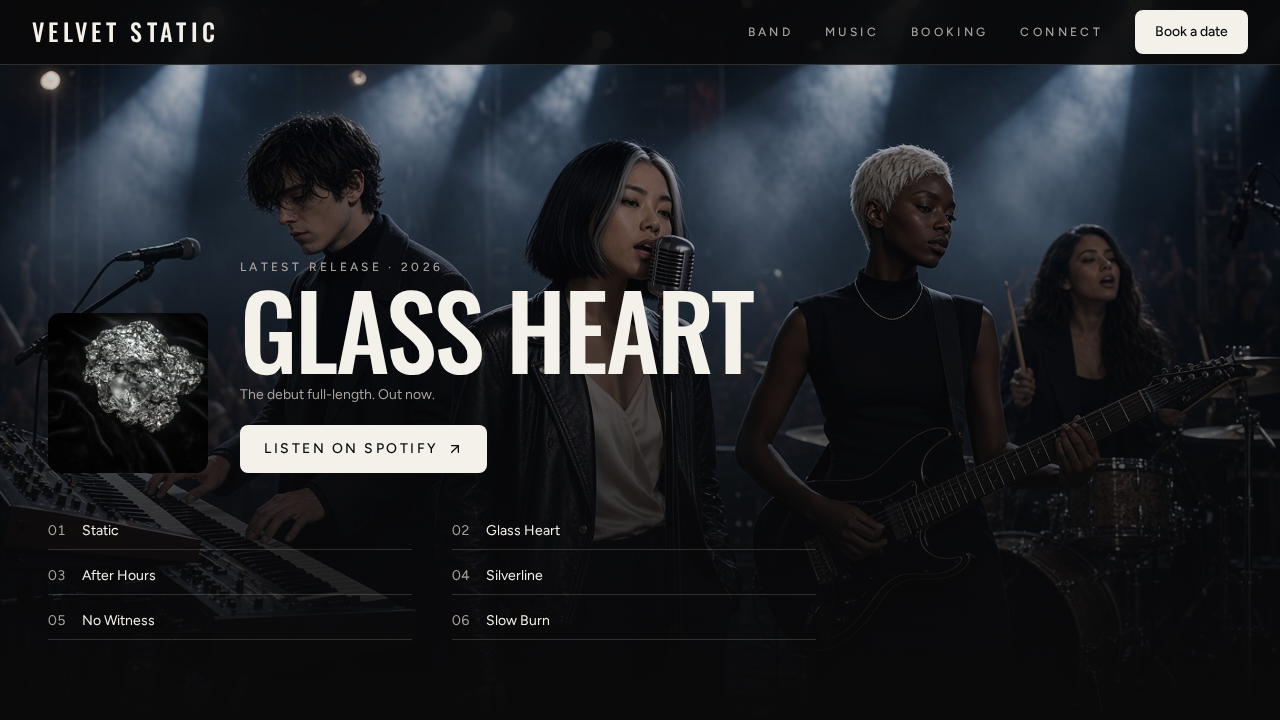 VELVET STATIC
BAND MUSIC BOOKING CONNECT Book a date
LATEST RELEASE · 2026
GLASS HEART
The debut full-length. Out now.
LISTEN ON SPOTIFY
01 Static
02 Glass Heart
03 After Hours
04 Silverline
05 No Witness
06 Slow Burn